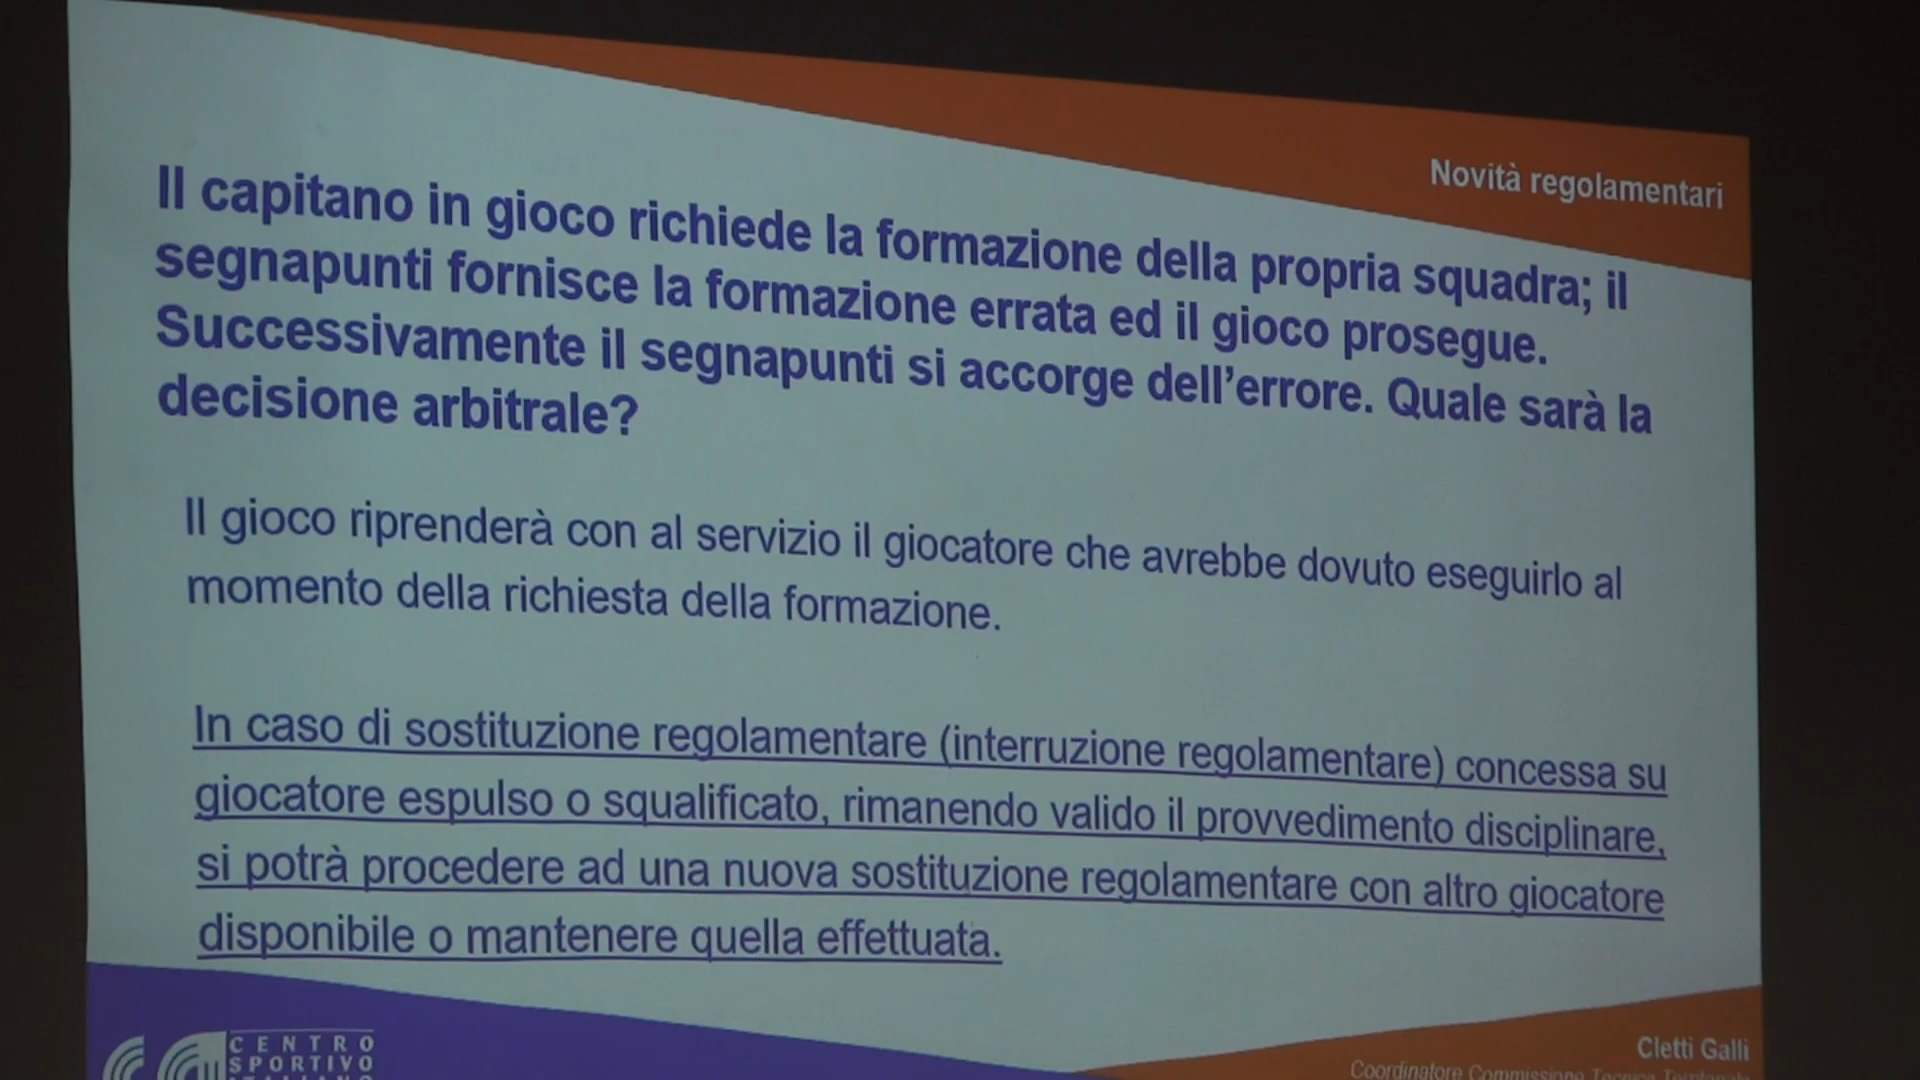 Novità regolamentari
Il capitano in gioco richiede la formazione della propria squadra; il
segnapunti fornisce la formazione errata ed il gioco prosegue.
Successivamente il segnapunti si accorge dell'errore. Quale sarà la
decisione arbitrale?
Il gioco riprenderà con al servizio il giocatore che avrebbe dovuto eseguirlo al
momento della richiesta della formazione.
In caso di sostituzione regolamentare (interruzione regolamentare) concessa su
giocatore espulso o squalificato, rimanendo valido il provvedimento disciplinare,
si potrà procedere ad una nuova sostituzione regolamentare con altro giocatore
disponibile o mantenere quella effettuata.
CENTRO
SPORTIVO
Cletti Galli
Coordinatore Commissione Tecnica